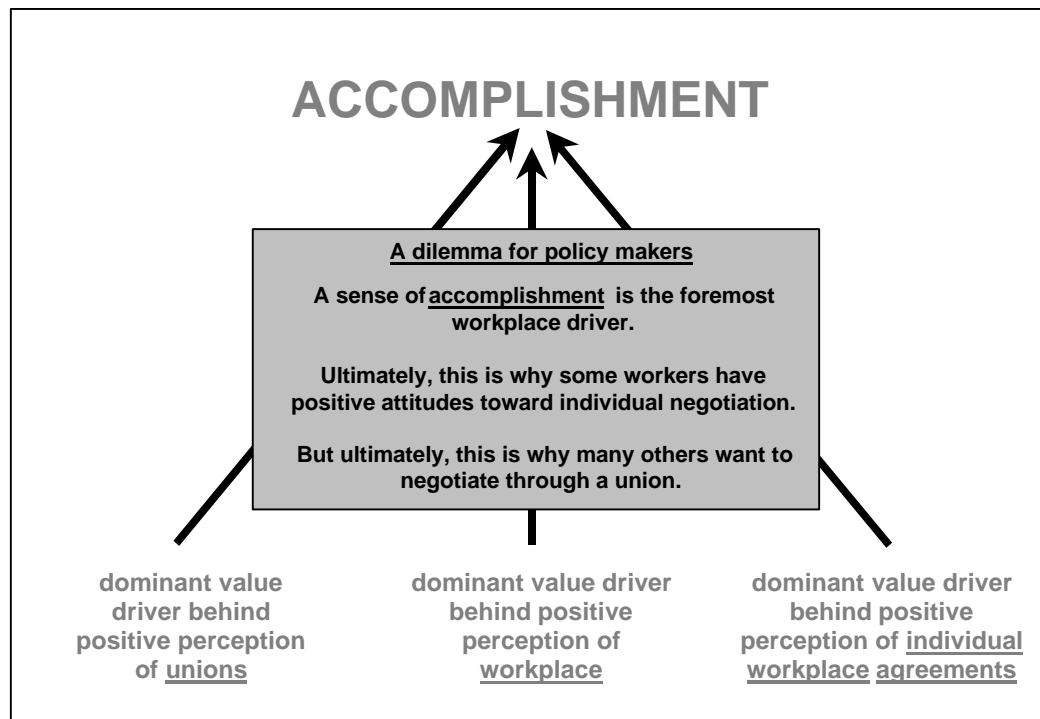 ACCOMPLISHMENT
A dilemma for policy makers
A sense of accomplishment is the foremost
workplace driver.
Ultimately, this is why some workers have
positive attitudes toward individual negotiation.
But ultimately, this is why many others want to
negotiate through a union.
dominant value
driver behind
positive perception
of unions
dominant value driver
behind positive
perception of
workplace
dominant value driver
behind positive
perception of individual
workplace agreements